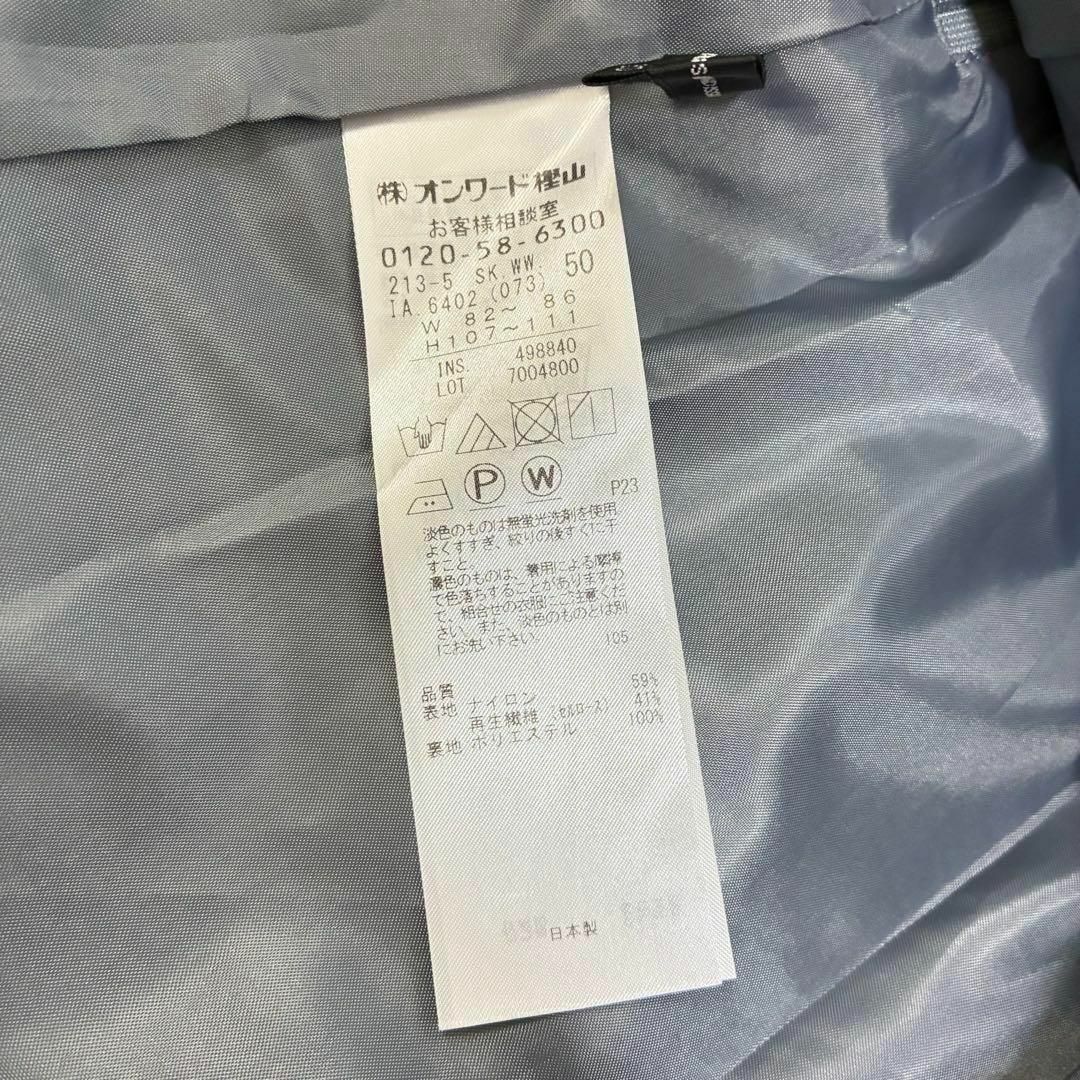 ㈱オンワード樫山
お客様相談室
0120-58-6300
213-5 SK.WW. 50
IA.6402 (073)
W 82〜 86
H107〜111
INS. 498840
LOT 7004800
P W
P23
淡色のものは無蛍光洗剤を使用
よくすすぎ、絞りの後すぐた干
すこと。
濃色のものは、着用による摩擦
で色落ちすることがありますの
で、組合せの衣服にご注意くだ
さい。また、淡色のものとは別
にお洗い下さい。 105
品質
表地 ナイロン 59%
再生繊維 (セルロース) 41%
裏地 ポリエステル 100%
日本製